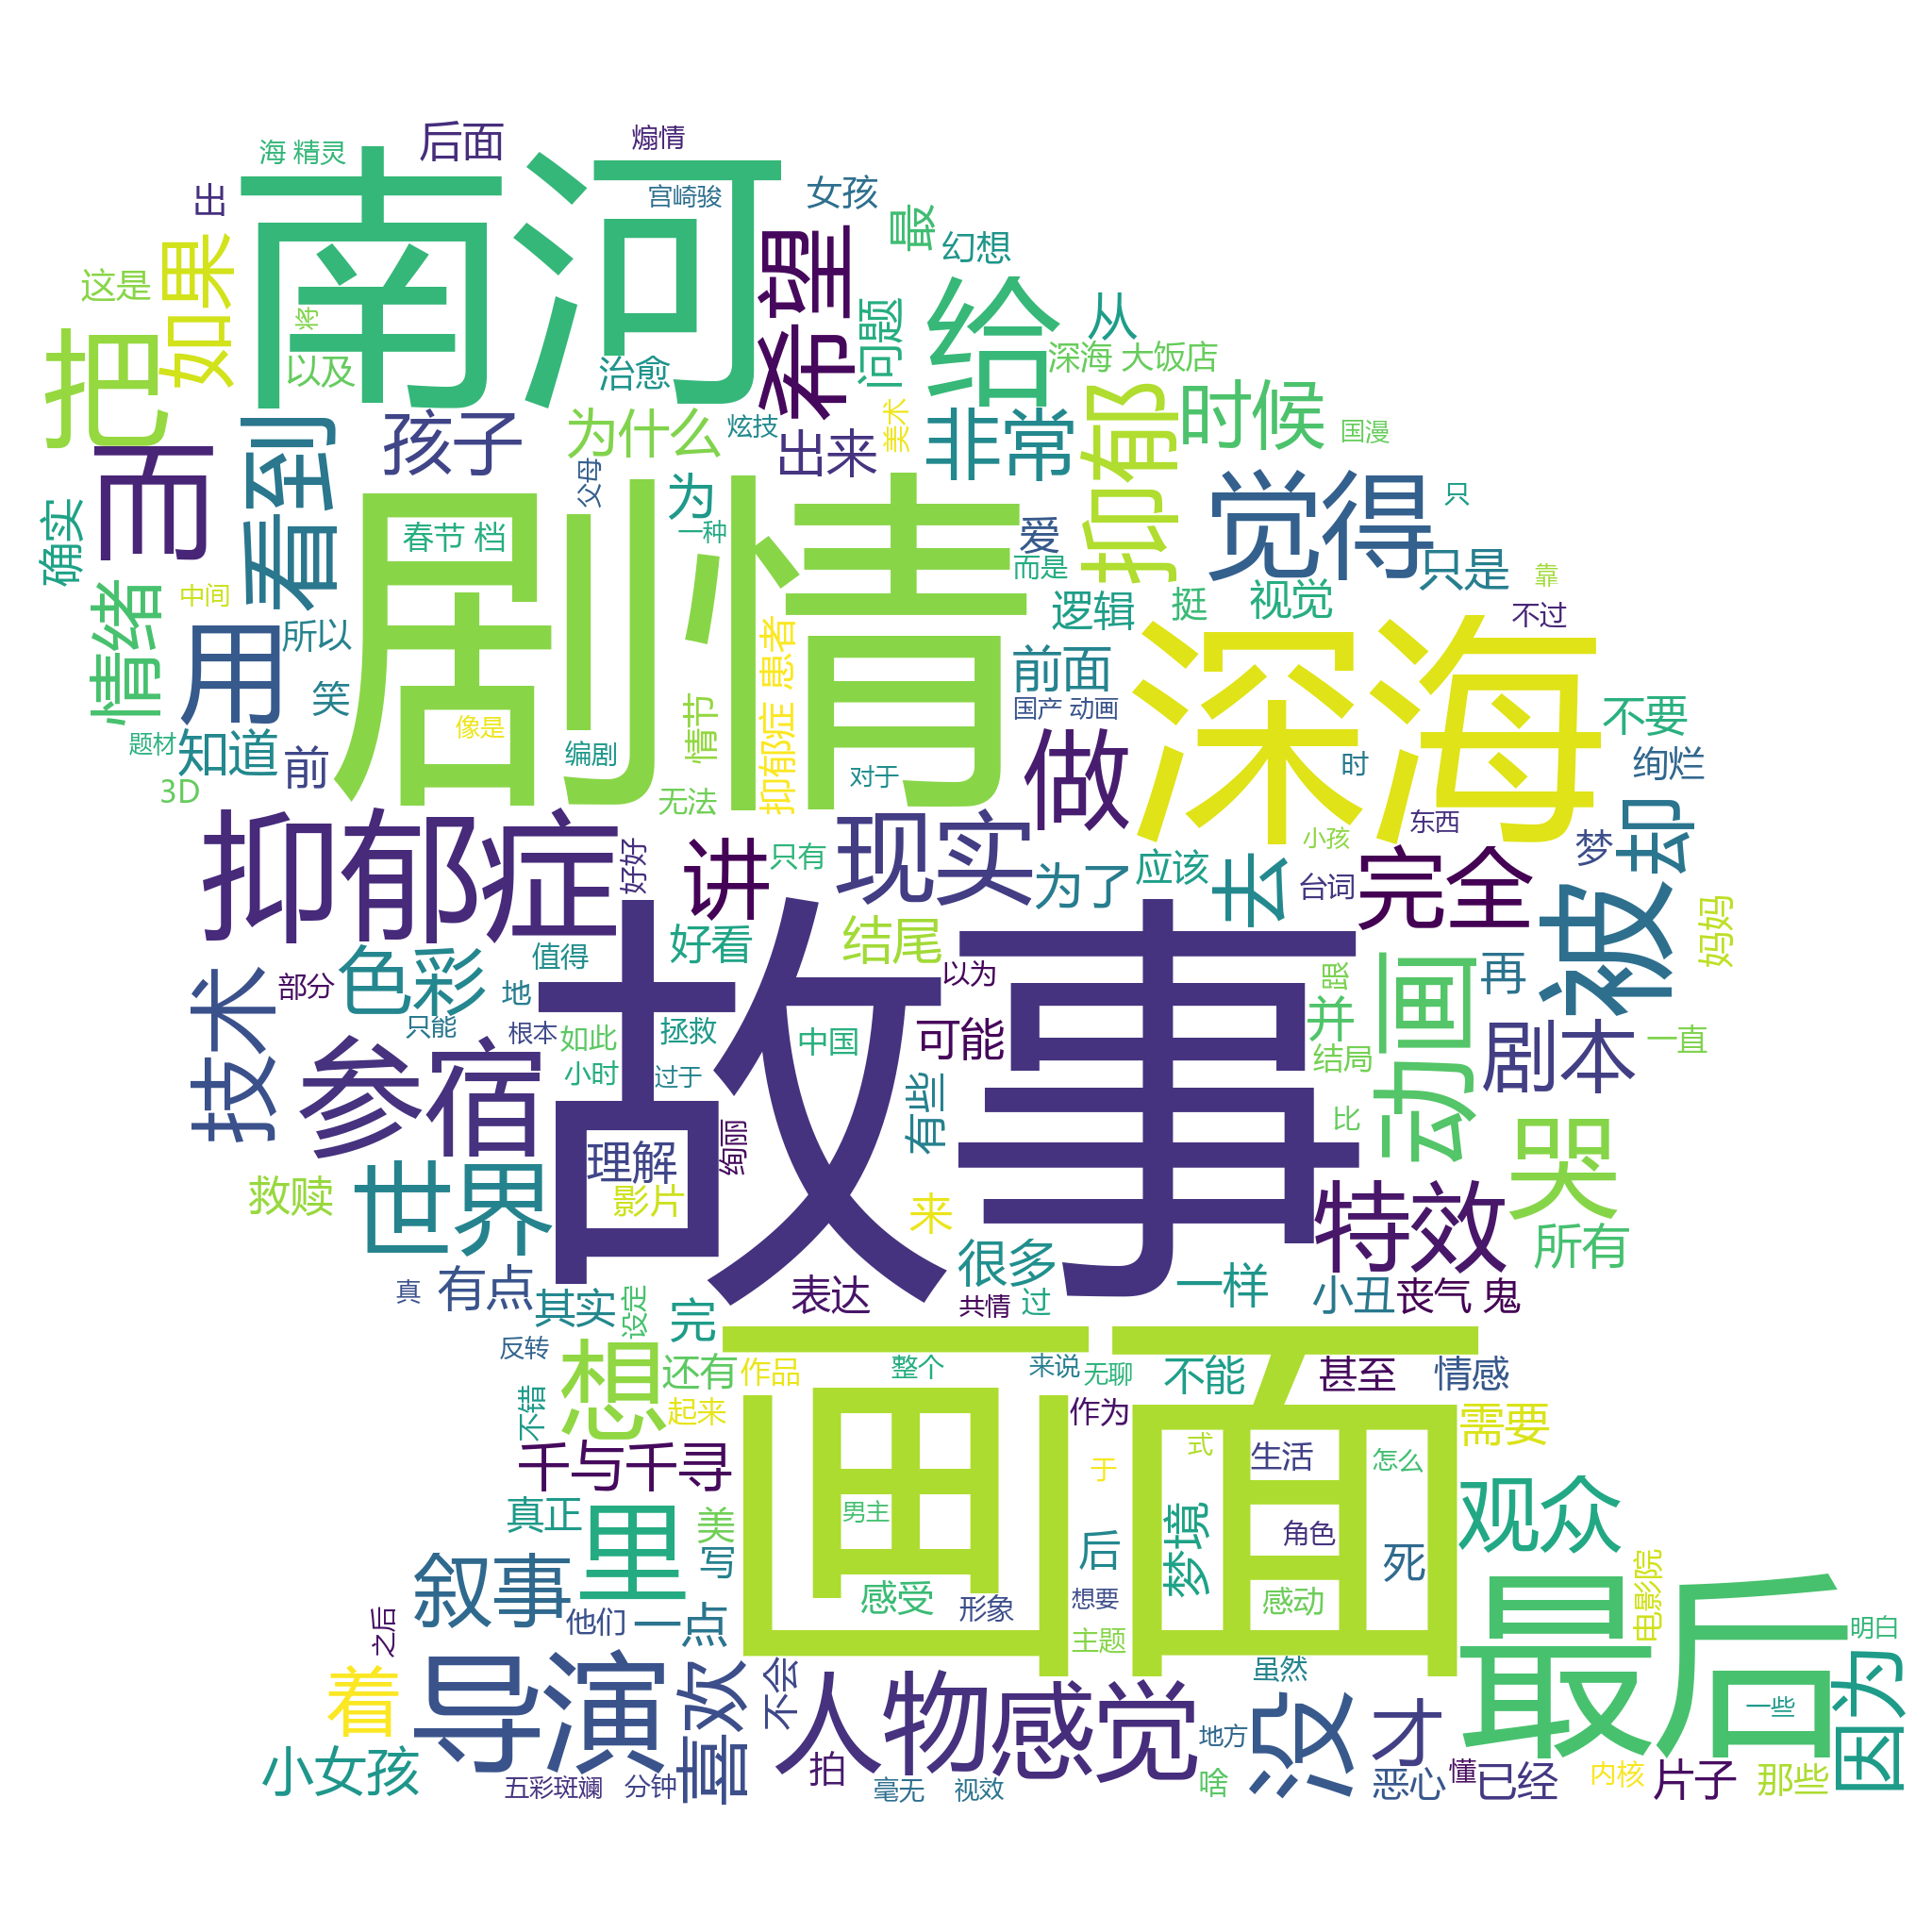 煽情
后面
海 精灵
南河
宫崎骏
女孩
出
最
幻想
希望
如果
这是
将
以及
治愈
问题
给
从
深海 大饭店
把
而
看到
孩子
为什么
炫技
美术
出来
非常
抑郁
时候
国漫
父母
剧情
春节 档
为
一种
爱
而是
觉得
只
只是
靠
确实
情绪
中间
用
所以
笑
逻辑
挺
视觉
不过
深海
抑郁症 患者
前面
国产 动画
情节
像是
编剧
无法
对于
题材
知道
前
3D
做
时
不要
绚烂
抑郁症
好好
讲
只有
现实
为了
应该
去
小孩
东西
台词
完全
梦
却
被
妈妈
技术
部分
色彩
值得
地
好看
结尾
以为
故事
只能
根本
如此
拯救
小时
过于
中国
可能
跟
并
结局
动画
再
剧本
一直
参宿
理解
影片
绚丽
有些
比
哭
救赎
世界
来
特效
所有
真
有点
其实
设定
完
表达
很多
共情
过
一样
小丑
丧气 鬼
反转
不错
想
还有
作品
整个
来说
无聊
不能
甚至
情感
起来
画面
作为
式
生活
怎么
需要
千与千寻
于
真正
里
美
写
男主
后
梦境
角色
死
观众
叙事
他们
一点
感受
形象
想要
感动
电影院
之后
主题
最后
明白
着
导演
喜欢
不会
人物
感觉
虽然
没
才
一些
因为
小女孩
五彩斑斓
分钟
拍
毫无
视效
地方
啥
恶心
懂
已经
内核
片子
那些